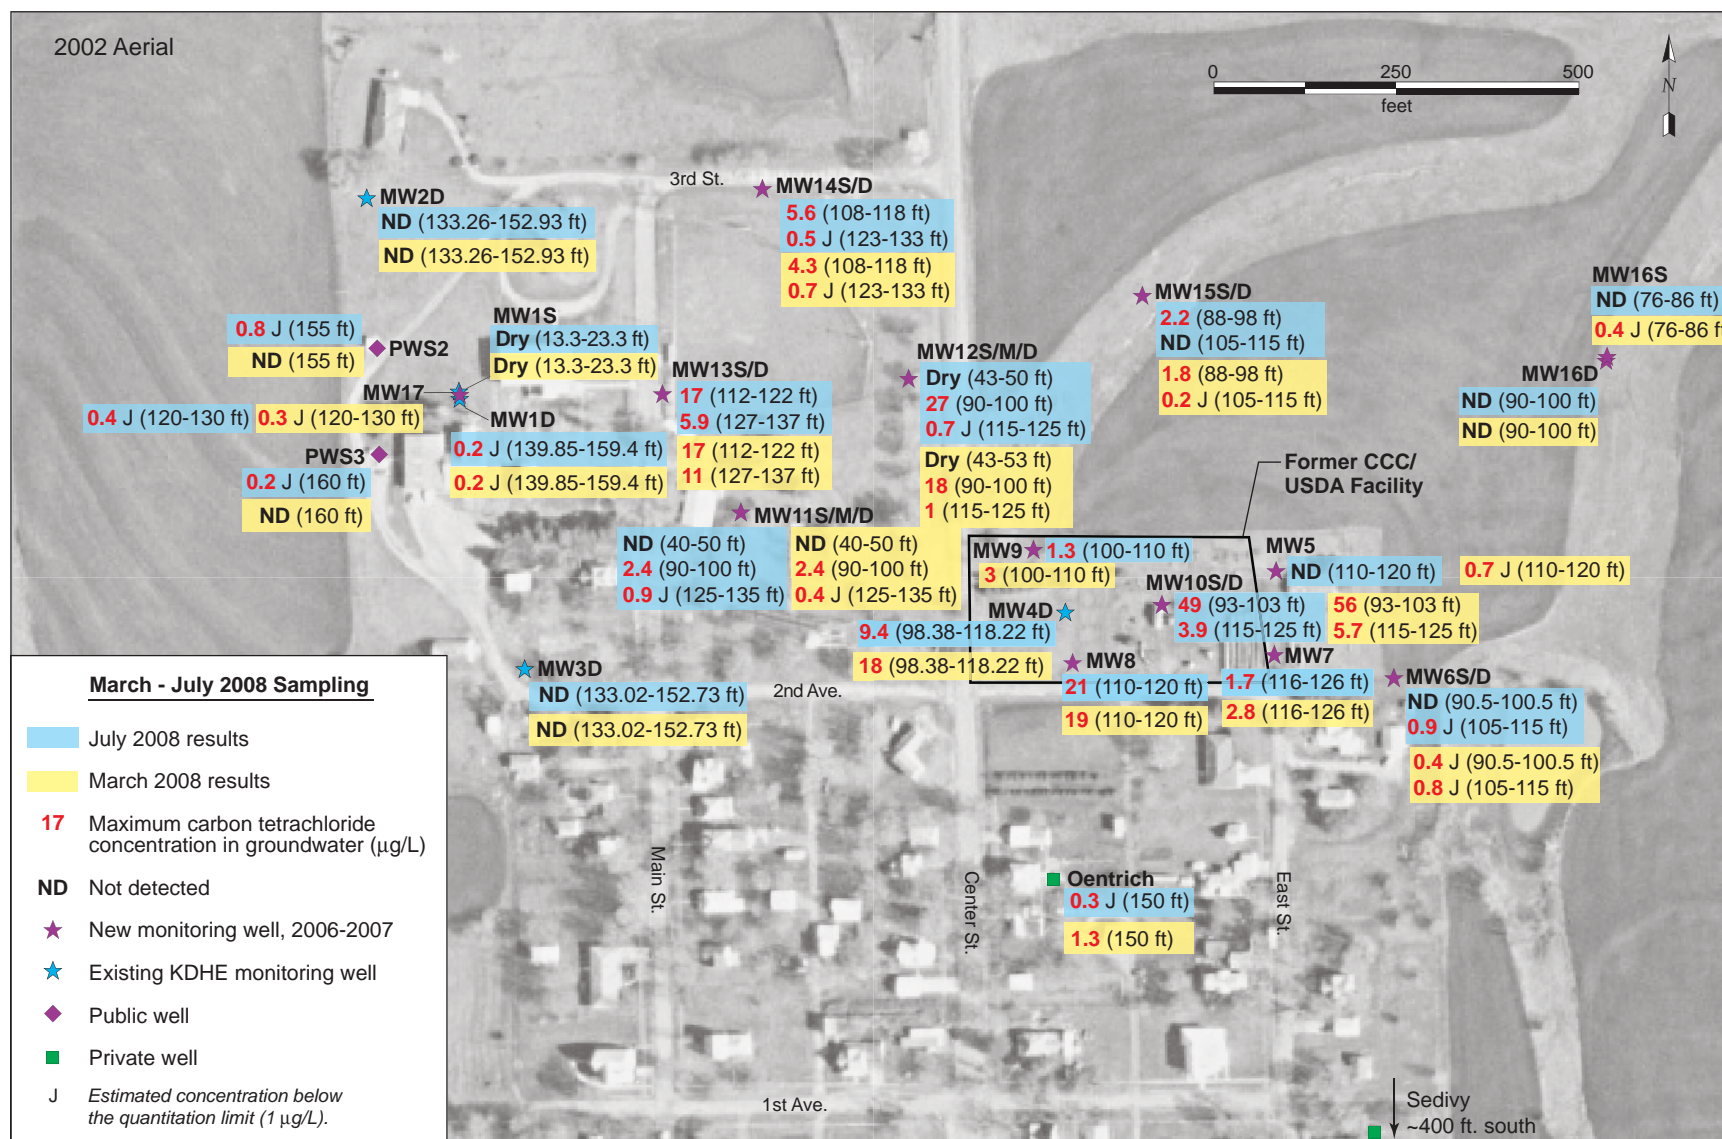 2002 Aerial
0 250 500
feet
N
3rd St.
MW2D
ND (133.26-152.93 ft)
ND (133.26-152.93 ft)
MW14S/D
5.6 (108-118 ft)
0.5 J (123-133 ft)
4.3 (108-118 ft)
0.7 J (123-133 ft)
MW15S/D
2.2 (88-98 ft)
ND (105-115 ft)
1.8 (88-98 ft)
0.2 J (105-115 ft)
MW16S
ND (76-86 ft)
0.4 J (76-86 f
MW16D
ND (90-100 ft)
ND (90-100 ft)
0.8 J (155 ft)
ND (155 ft)
PWS2
MW1S
Dry (13.3-23.3 ft)
Dry (13.3-23.3 ft)
MW17
0.4 J (120-130 ft) 0.3 J (120-130 ft)
MW1D
0.2 J (139.85-159.4 ft)
0.2 J (139.85-159.4 ft)
PWS3
0.2 J (160 ft)
ND (160 ft)
MW13S/D
17 (112-122 ft)
5.9 (127-137 ft)
17 (112-122 ft)
11 (127-137 ft)
MW12S/M/D
Dry (43-50 ft)
27 (90-100 ft)
0.7 J (115-125 ft)
Dry (43-53 ft)
18 (90-100 ft)
1 (115-125 ft)
Former CCC/
USDA Facility
MW11S/M/D
ND (40-50 ft)
2.4 (90-100 ft)
0.9 J (125-135 ft)
ND (40-50 ft)
2.4 (90-100 ft)
0.4 J (125-135 ft)
MW9 1.3 (100-110 ft)
3 (100-110 ft)
MW5
ND (110-120 ft) 0.7 J (110-120 ft)
MW10S/D
49 (93-103 ft) 56 (93-103 ft)
3.9 (115-125 ft) 5.7 (115-125 ft)
MW4D
9.4 (98.38-118.22 ft)
18 (98.38-118.22 ft)
MW8
21 (110-120 ft)
19 (110-120 ft)
MW7
1.7 (116-126 ft)
2.8 (116-126 ft)
MW6S/D
ND (90.5-100.5 ft)
0.9 J (105-115 ft)
0.4 J (90.5-100.5 ft)
0.8 J (105-115 ft)
MW3D
ND (133.02-152.73 ft)
ND (133.02-152.73 ft)
2nd Ave.
Main St.
Center St.
East St.
Oentrich
0.3 J (150 ft)
1.3 (150 ft)
1st Ave.
Sedivy
~400 ft. south
March - July 2008 Sampling
July 2008 results
March 2008 results
17 Maximum carbon tetrachloride
concentration in groundwater (µg/L)
ND Not detected
New monitoring well, 2006-2007
Existing KDHE monitoring well
Public well
Private well
J Estimated concentration below
the quantitation limit (1 µg/L).